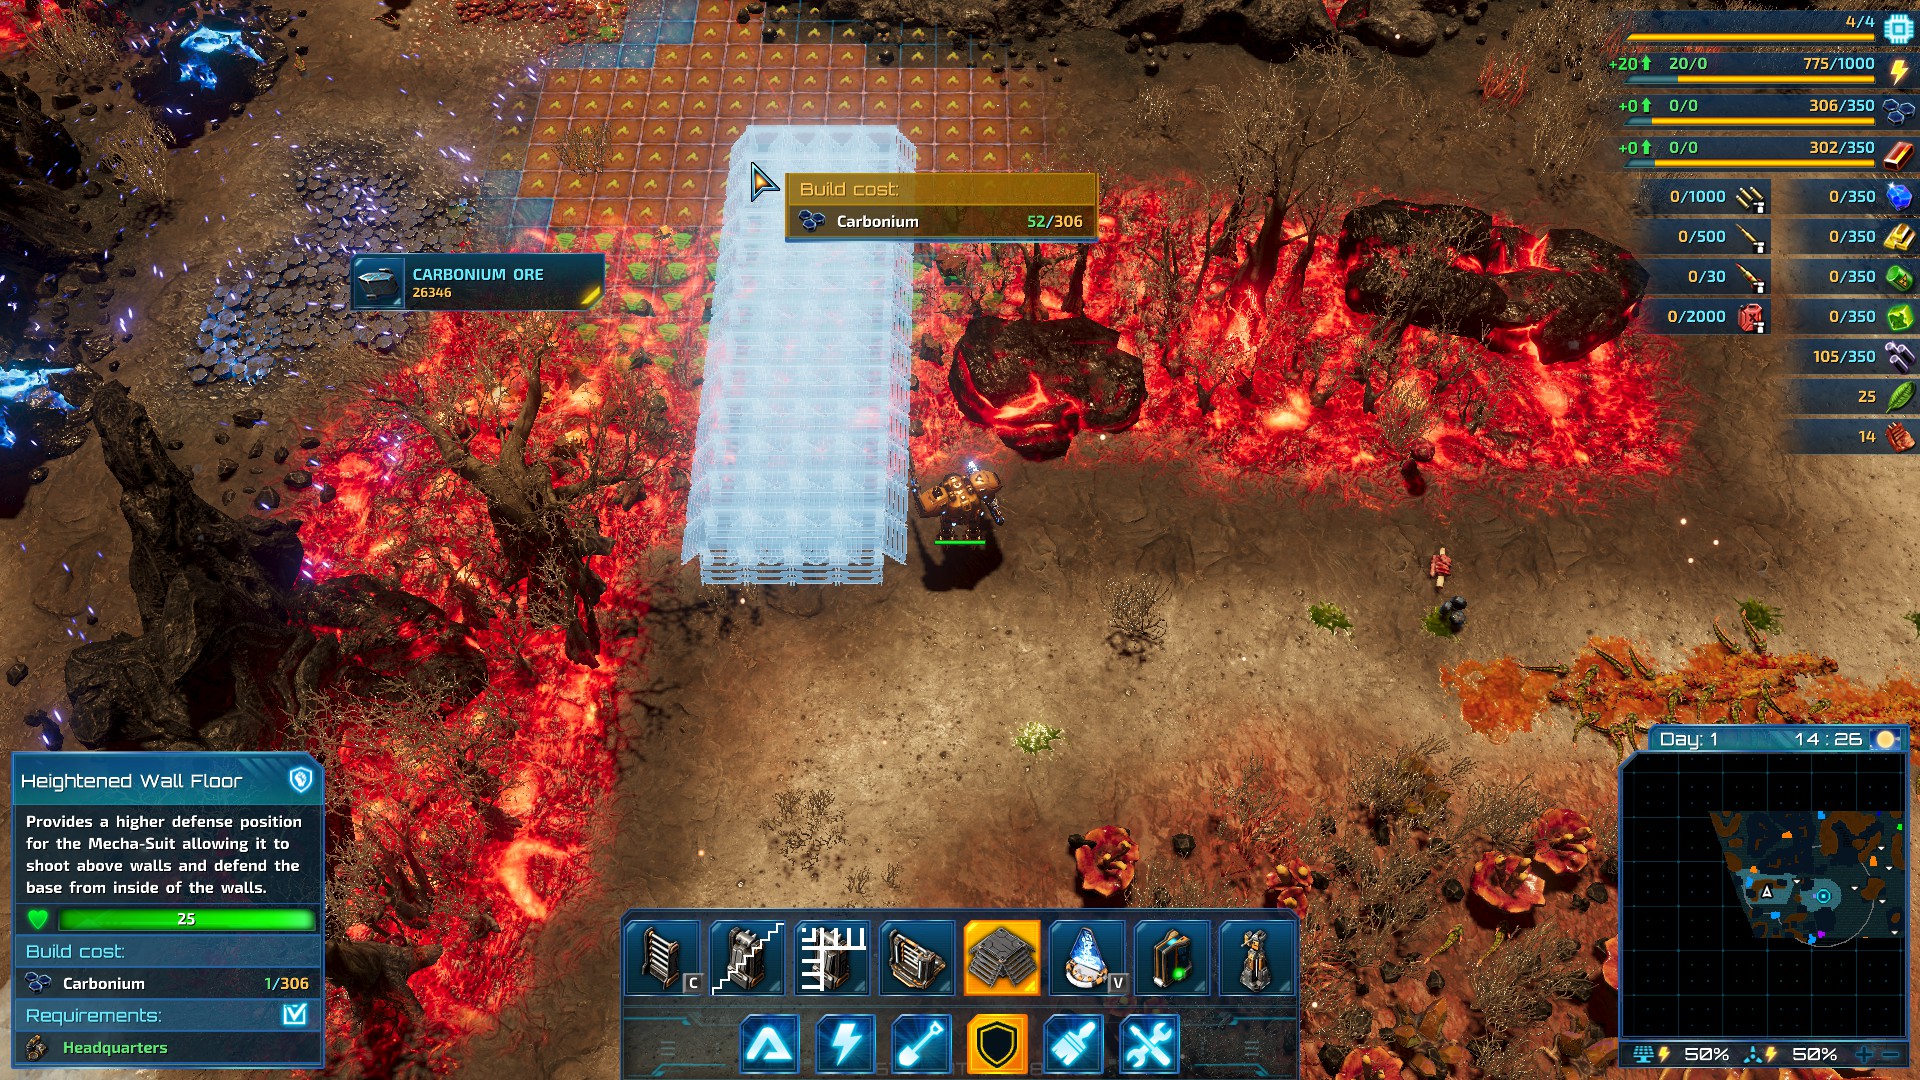 4/4
+20 20/0 775/1000
+0 0/0 306/350
+0 0/0 302/350
0/1000 0/350
0/500 0/350
0/30 0/350
0/2000 0/350
105/350
25
14
Build cost:
Carbonium 52/306
CARBONIUM ORE
26346
Day: 1 14:26
50% 50%
Heightened Wall Floor
Provides a higher defense position
for the Mecha-Suit allowing it to
shoot above walls and defend the
base from inside of the walls.
25
Build cost:
Carbonium 1/306
Requirements:
Headquarters
C
V